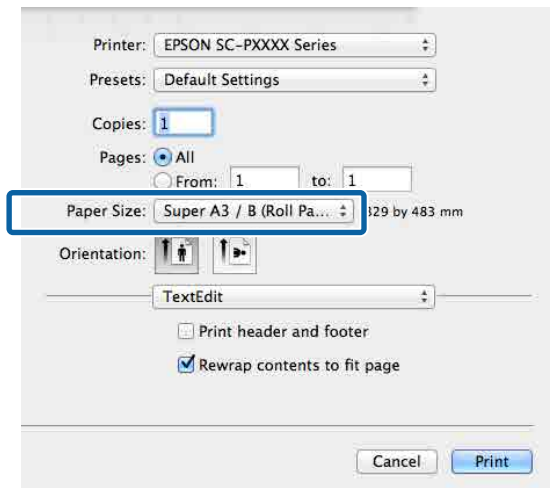 Printer: EPSON SC-PXXXX Series
Presets: Default Settings
Copies: 1
Pages: All
From: 1 to: 1
Paper Size: Super A3 / B (Roll Pa... 329 by 483 mm
Orientation:
TextEdit
Print header and footer
Rewrap contents to fit page
Cancel Print